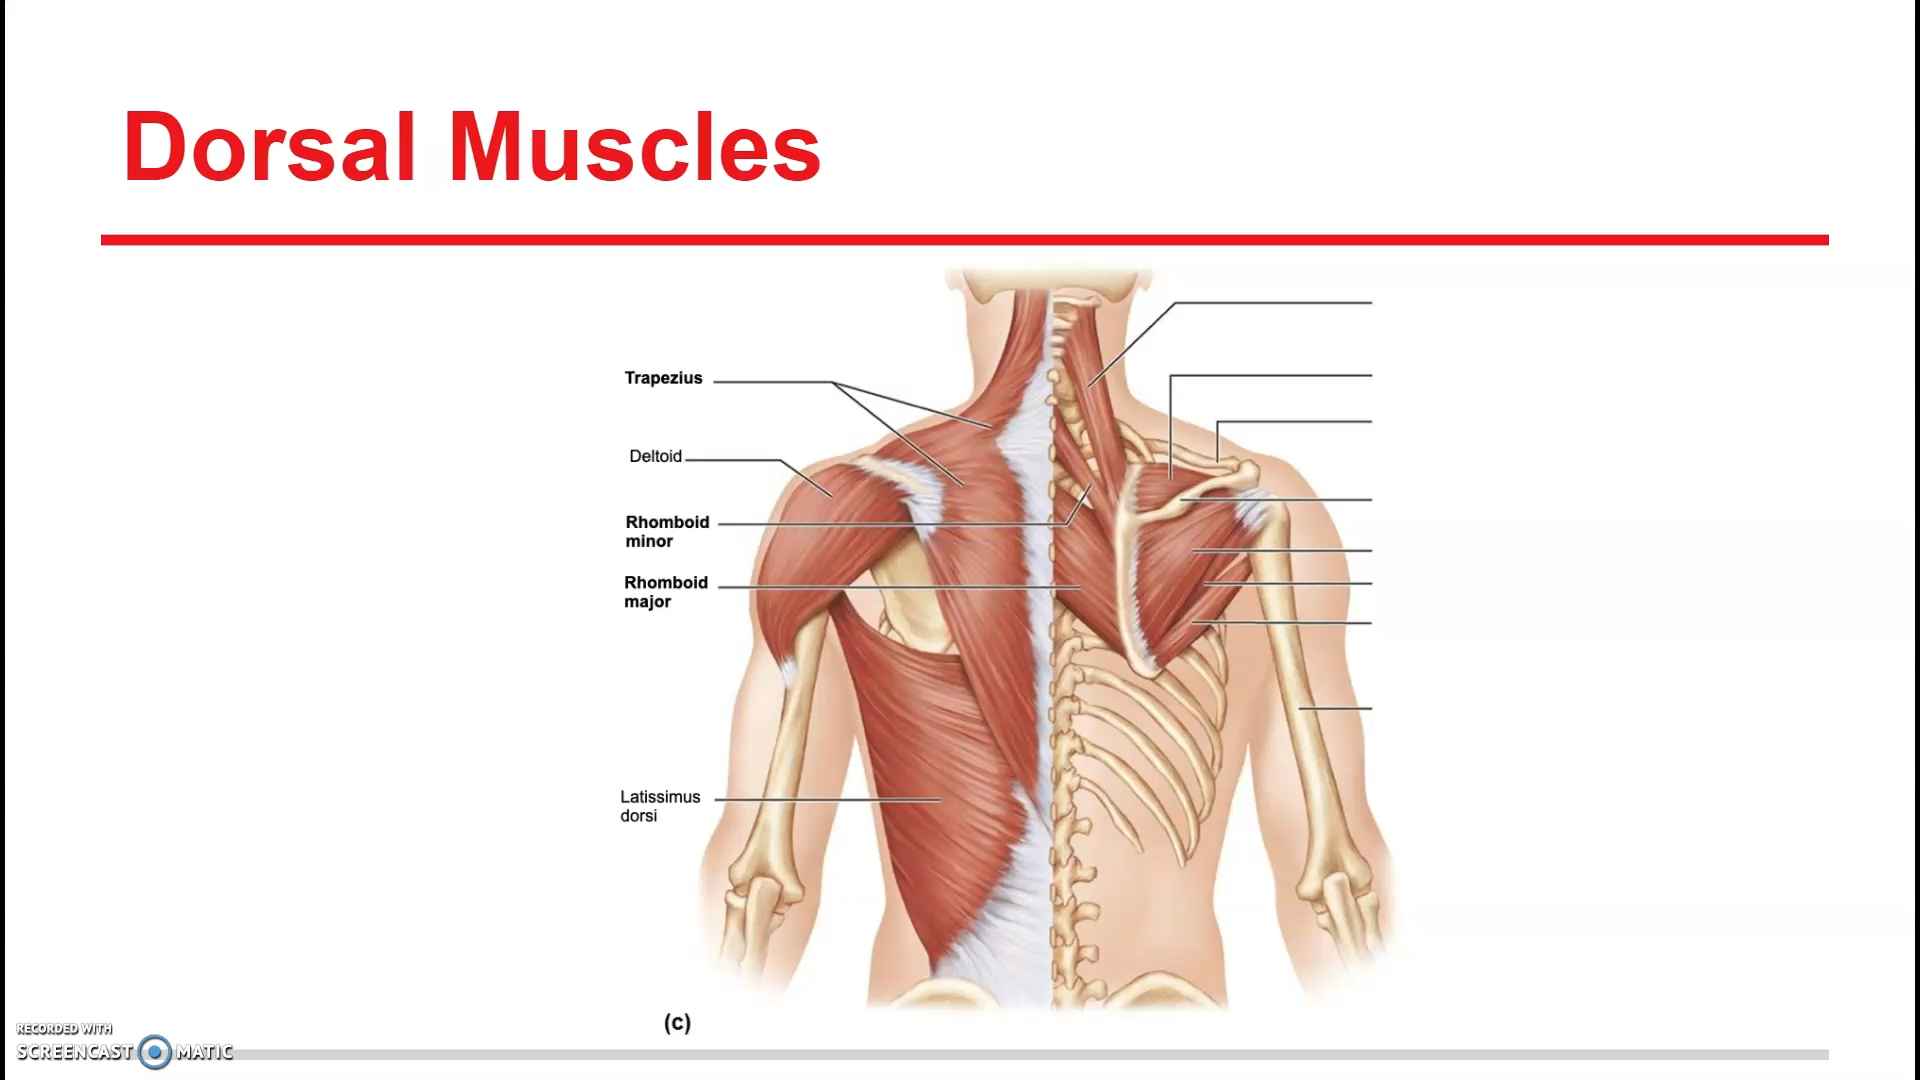 Dorsal Muscles
Trapezius
Deltoid
Rhomboid
minor
Rhomboid
major
Latissimus
dorsi
(c)
RECORDED WITH
SCREENCAST MATIC